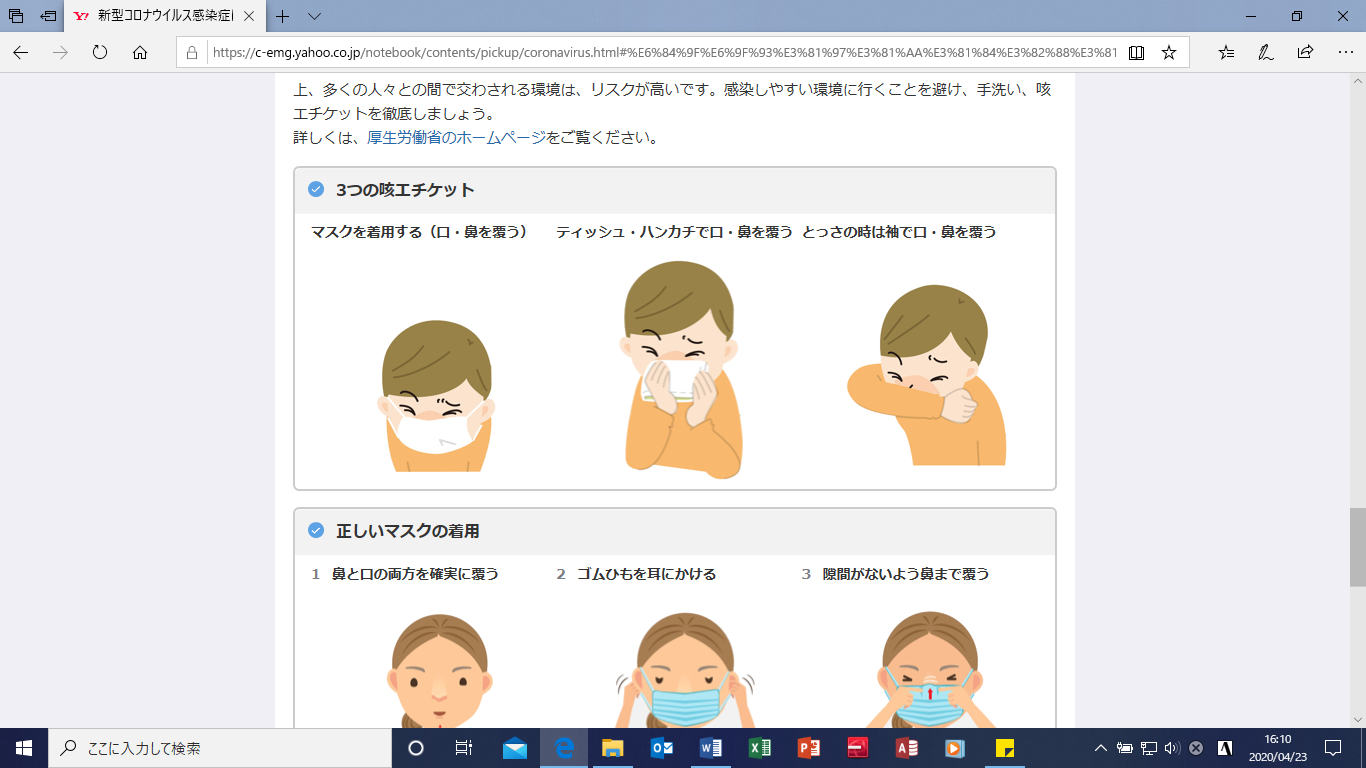 新型コロナウイルス感染症に
https://c-emg.yahoo.co.jp/notebook/contents/pickup/coronavirus.html#%E6%84%9F%E6%9F%93%E3%81%97%E3%81%AA%E3%81%84%E3%82%88%E3%81
上、多くの人々との間で交わされる環境は、リスクが高いです。感染しやすい環境に行くことを避け、手洗い、咳
エチケットを徹底しましょう。
詳しくは、厚生労働省のホームページをご覧ください。
3つの咳エチケット
マスクを着用する（口・鼻を覆う） ティッシュ・ハンカチで口・鼻を覆う とっさの時は袖で口・鼻を覆う
正しいマスクの着用
1 鼻と口の両方を確実に覆う 2 ゴムひもを耳にかける 3 隙間がないよう鼻まで覆う
ここに入力して検索
16:10
2020/04/23